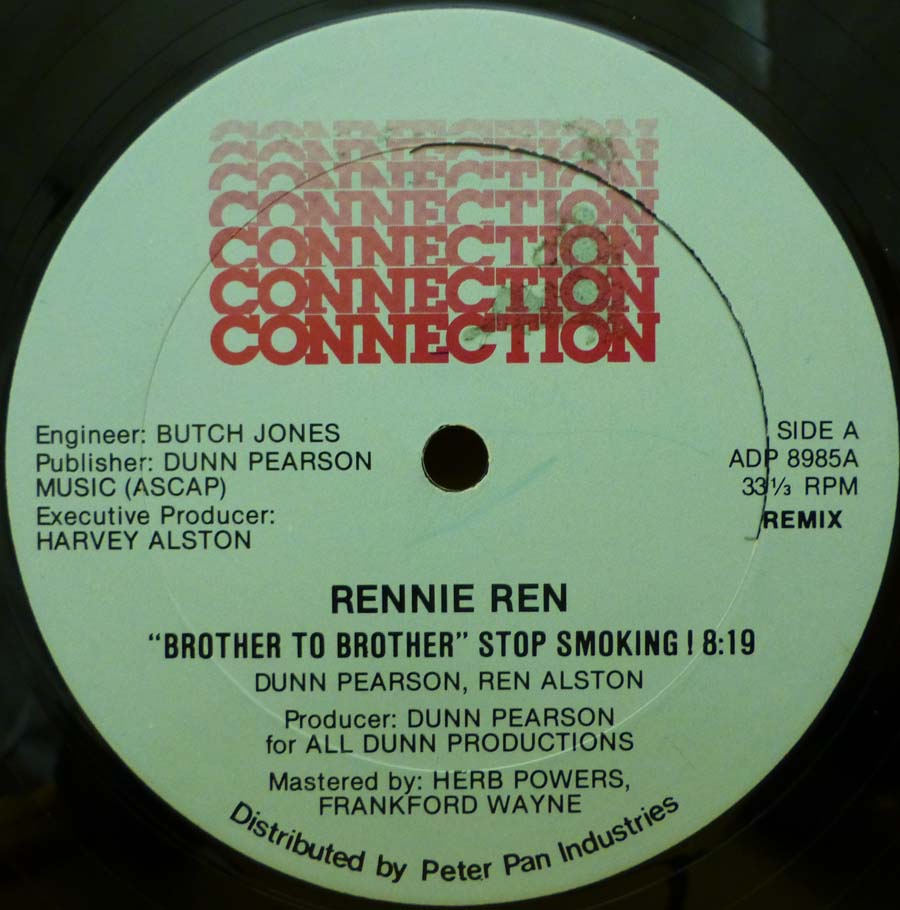 CONNECTION
CONNECTION
CONNECTION
CONNECTION
CONNECTION
CONNECTION
CONNECTION
Engineer: BUTCH JONES
Publisher: DUNN PEARSON
MUSIC (ASCAP)
Executive Producer:
HARVEY ALSTON
SIDE A
ADP 8985A
33⅓ RPM
REMIX
RENNIE REN
“BROTHER TO BROTHER” STOP SMOKING! 8:19
DUNN PEARSON, REN ALSTON
Producer: DUNN PEARSON
for ALL DUNN PRODUCTIONS
Mastered by: HERB POWERS,
FRANKFORD WAYNE
Distributed by Peter Pan Industries